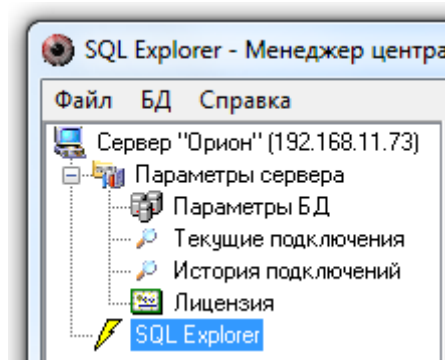 SQL Explorer - Менеджер центра
Файл БД Справка
Сервер "Орион" (192.168.11.73)
Параметры сервера
Параметры БД
Текущие подключения
История подключений
Лицензия
SQL Explorer